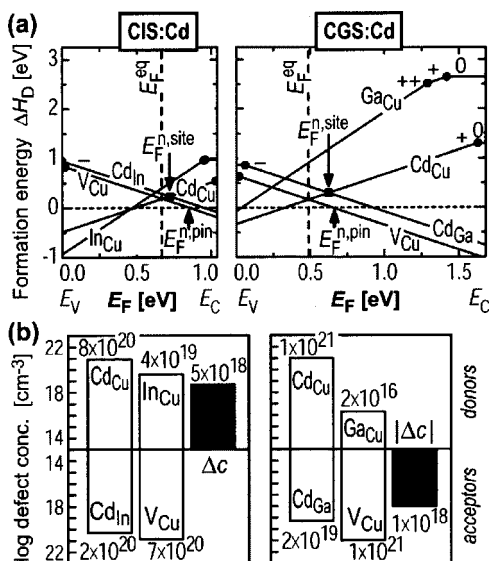 (a)
CIS:Cd
CGS:Cd
Formation energy ΔH_D [eV]
3
2
1
0
-1
E_F^eq
E_F^n,site
−
Cd_In
V_Cu
Cd_Cu
In_Cu
E_F^n,pin
0.0
0.5
1.0
E_V
E_F [eV]
E_C
E_F^eq
++
+
0
Ga_Cu
E_F^n,site
+
0
Cd_Cu
−
Cd_Ga
V_Cu
E_F^n,pin
0.0
0.5
1.0
1.5
E_V
E_F [eV]
E_C
(b)
log defect conc. [cm-3]
22
18
14
18
22
8x10^20
4x10^19
5x10^18
Cd_Cu
In_Cu
Δc
Cd_In
V_Cu
2x10^20
7x10^20
1x10^21
2x10^16
Cd_Cu
Ga_Cu
|Δc|
Cd_Ga
V_Cu
1x10^18
2x10^19
1x10^21
donors
acceptors